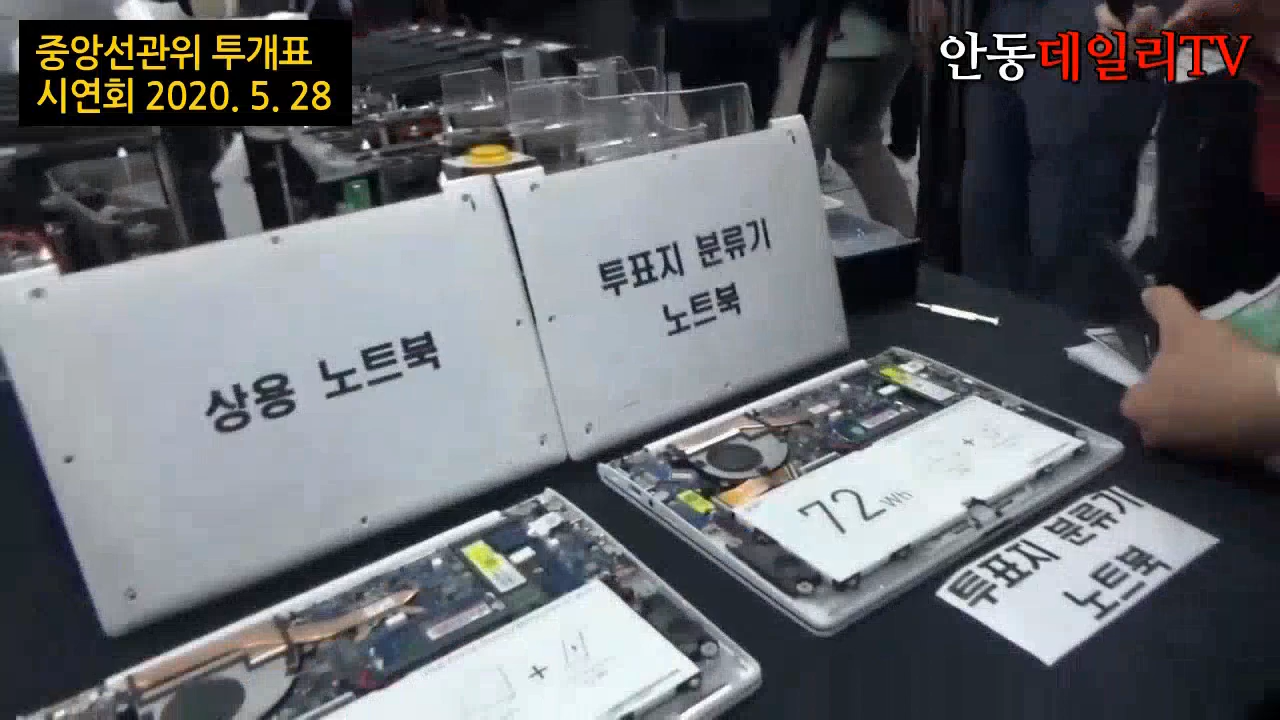 중앙선관위 투개표
시연회 2020. 5. 28
안동데일리TV
상용 노트북
투표지 분류기
노트북
72 Wh
투표지 분류기
노트북